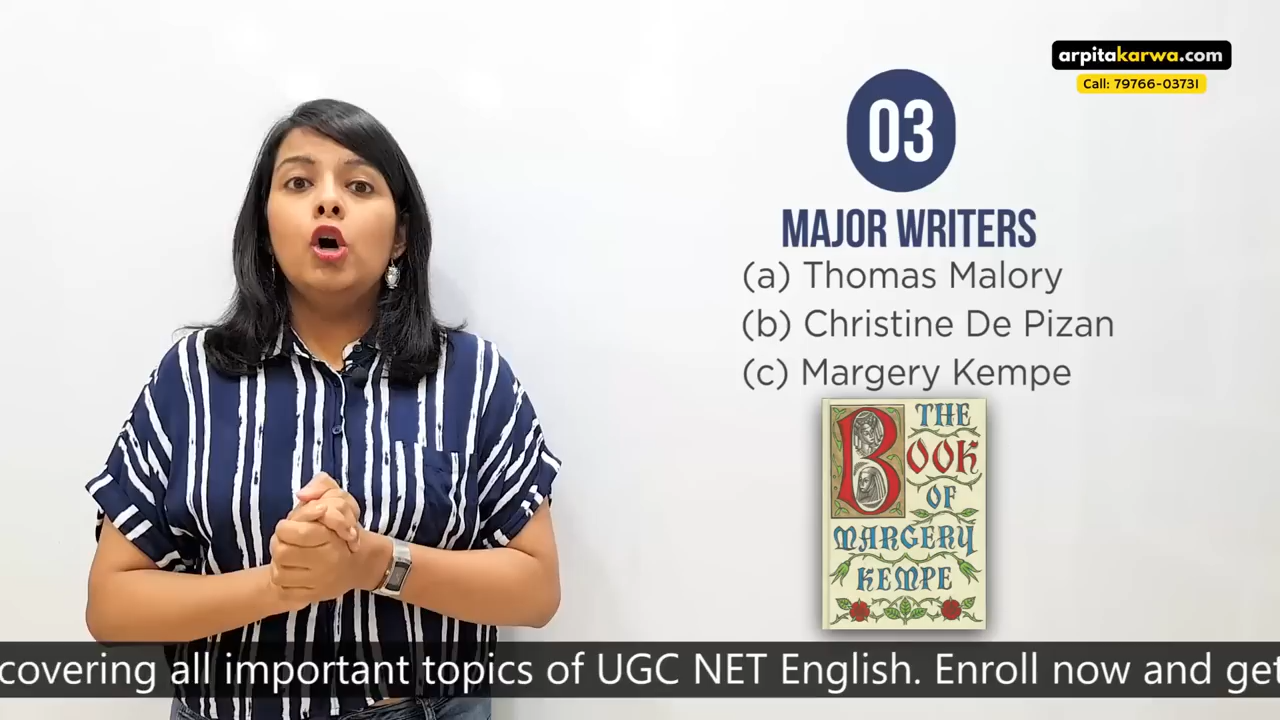 arpitakarwa.com
Call: 79766-03731
03
MAJOR WRITERS
(a) Thomas Malory
(b) Christine De Pizan
(c) Margery Kempe
THE
BOOK
OF
MARGERY
KEMPE
covering all important topics of UGC NET English. Enroll now and get